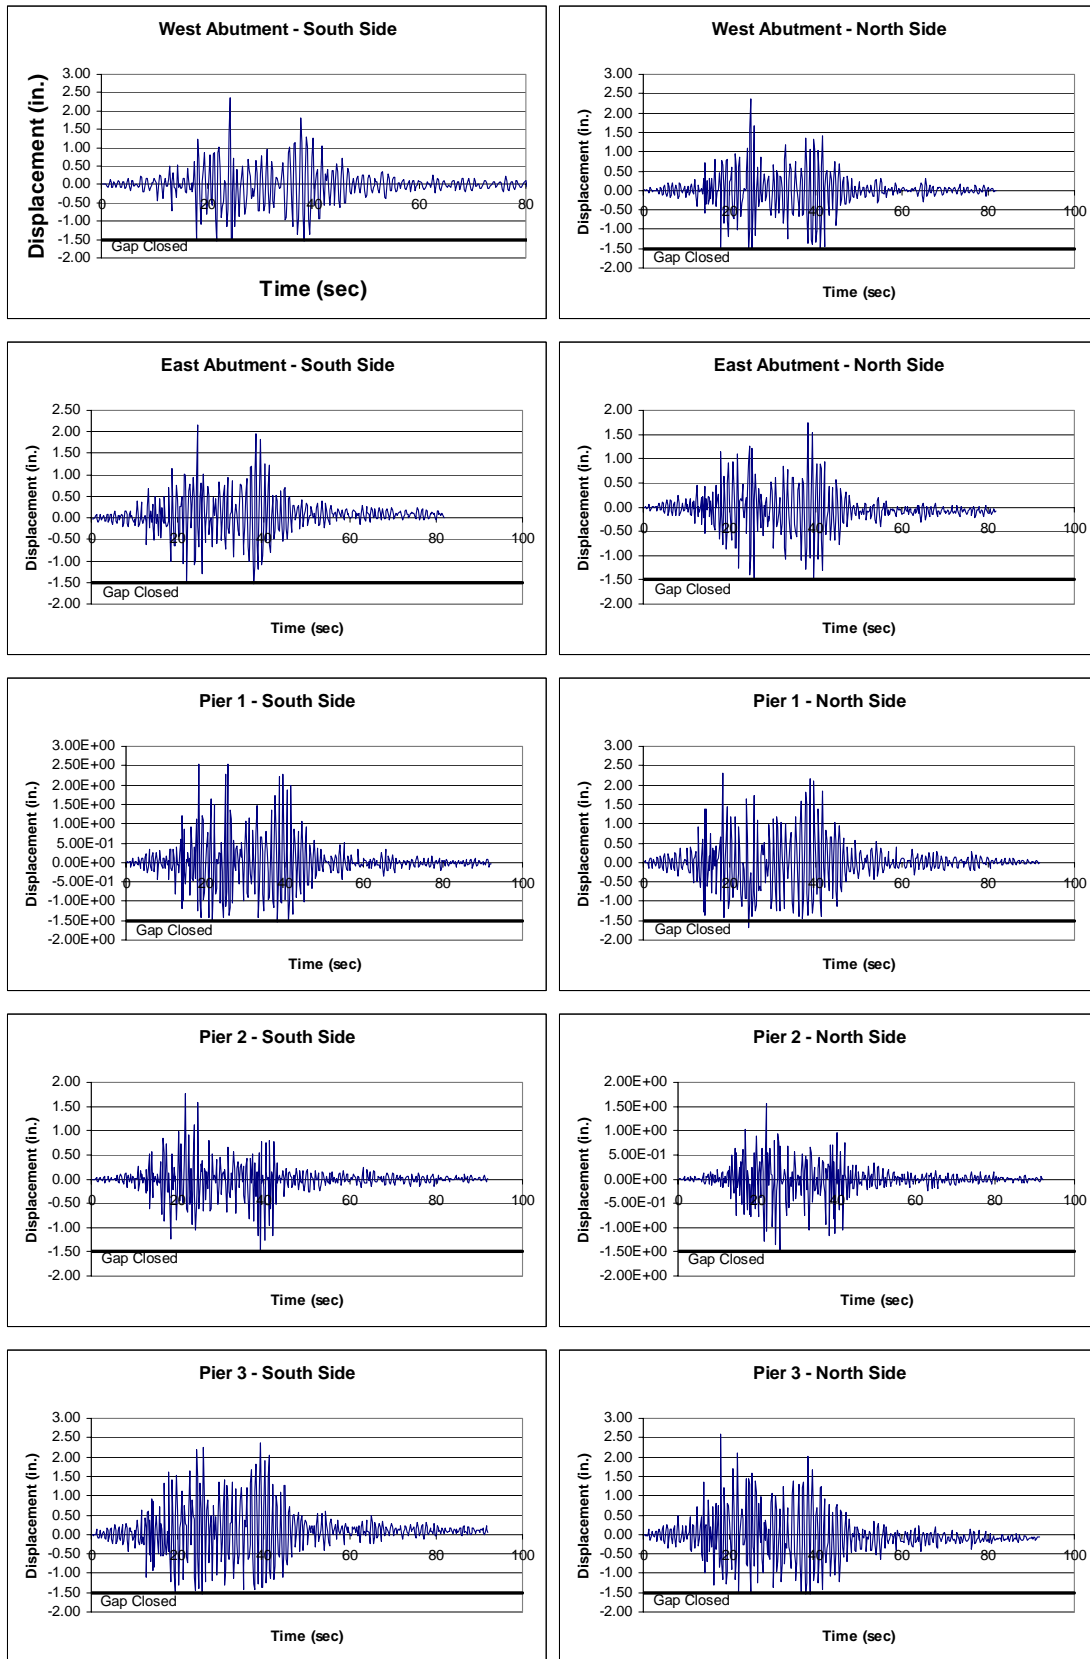 West Abutment - South Side
3.00
2.50
2.00
1.50
1.00
0.50
0.00
-0.50
-1.00
-1.50
-2.00
0
20
40
60
80
Displacement (in.)
Gap Closed
Time (sec)
West Abutment - North Side
3.00
2.50
2.00
1.50
1.00
0.50
0.00
-0.50
-1.00
-1.50
-2.00
0
20
40
60
80
100
Displacement (in.)
Gap Closed
Time (sec)
East Abutment - South Side
2.50
2.00
1.50
1.00
0.50
0.00
-0.50
-1.00
-1.50
-2.00
0
20
40
60
80
100
Displacement (in.)
Gap Closed
Time (sec)
East Abutment - North Side
2.00
1.50
1.00
0.50
0.00
-0.50
-1.00
-1.50
-2.00
0
20
40
60
80
100
Displacement (in.)
Gap Closed
Time (sec)
Pier 1 - South Side
3.00E+00
2.50E+00
2.00E+00
1.50E+00
1.00E+00
5.00E-01
0.00E+00
-5.00E-01
-1.00E+00
-1.50E+00
-2.00E+00
0
20
40
60
80
100
Displacement (in.)
Gap Closed
Time (sec)
Pier 1 - North Side
3.00
2.50
2.00
1.50
1.00
0.50
0.00
-0.50
-1.00
-1.50
-2.00
0
20
40
60
80
100
Displacement (in.)
Gap Closed
Time (sec)
Pier 2 - South Side
2.00
1.50
1.00
0.50
0.00
-0.50
-1.00
-1.50
-2.00
0
20
40
60
80
100
Displacement (in.)
Gap Closed
Time (sec)
Pier 2 - North Side
2.00E+00
1.50E+00
1.00E+00
5.00E-01
0.00E+00
-5.00E-01
-1.00E+00
-1.50E+00
-2.00E+00
0
20
40
60
80
100
Displacement (in.)
Gap Closed
Time (sec)
Pier 3 - South Side
3.00
2.50
2.00
1.50
1.00
0.50
0.00
-0.50
-1.00
-1.50
-2.00
0
20
40
60
80
100
Displacement (in.)
Gap Closed
Time (sec)
Pier 3 - North Side
3.00
2.50
2.00
1.50
1.00
0.50
0.00
-0.50
-1.00
-1.50
-2.00
0
20
40
60
80
100
Displacement (in.)
Gap Closed
Time (sec)